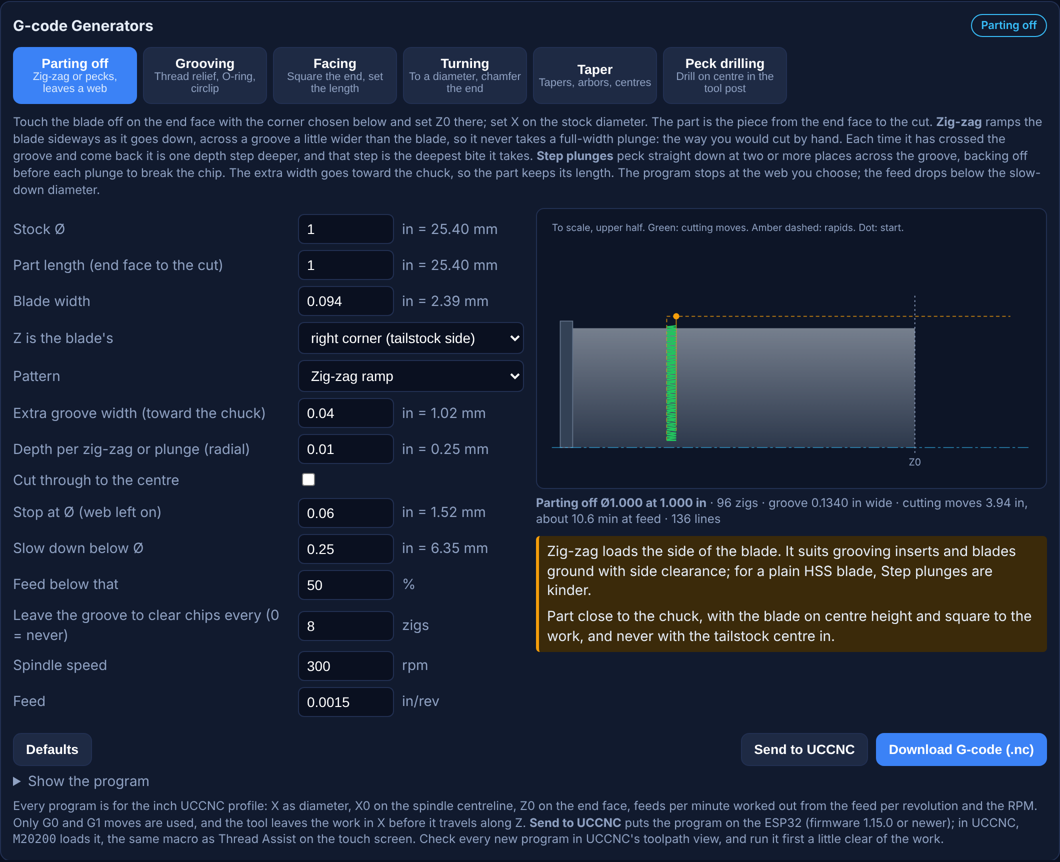 G-code Generators
Parting off
Parting off
Zig-zag or pecks,
leaves a web
Grooving
Thread relief, O-ring,
circlip
Facing
Square the end, set
the length
Turning
To a diameter, chamfer
the end
Taper
Tapers, arbors, centres
Peck drilling
Drill on centre in the
tool post
Touch the blade off on the end face with the corner chosen below and set Z0 there; set X on the stock diameter. The part is the piece from the end face to the cut. Zig-zag ramps the
blade sideways as it goes down, across a groove a little wider than the blade, so it never takes a full-width plunge: the way you would cut by hand. Each time it has crossed the
groove and come back it is one depth step deeper, and that step is the deepest bite it takes. Step plunges peck straight down at two or more places across the groove, backing off
before each plunge to break the chip. The extra width goes toward the chuck, so the part keeps its length. The program stops at the web you choose; the feed drops below the slow-
down diameter.
Stock Ø 1 in = 25.40 mm
Part length (end face to the cut) 1 in = 25.40 mm
Blade width 0.094 in = 2.39 mm
Z is the blade's right corner (tailstock side)
Pattern Zig-zag ramp
Extra groove width (toward the chuck) 0.04 in = 1.02 mm
Depth per zig-zag or plunge (radial) 0.01 in = 0.25 mm
Cut through to the centre
Stop at Ø (web left on) 0.06 in = 1.52 mm
Slow down below Ø 0.25 in = 6.35 mm
Feed below that 50 %
Leave the groove to clear chips every (0
= never) 8 zigs
Spindle speed 300 rpm
Feed 0.0015 in/rev
To scale, upper half. Green: cutting moves. Amber dashed: rapids. Dot: start.
Z0
Parting off Ø1.000 at 1.000 in · 96 zigs · groove 0.1340 in wide · cutting moves 3.94 in,
about 10.6 min at feed · 136 lines
Zig-zag loads the side of the blade. It suits grooving inserts and blades
ground with side clearance; for a plain HSS blade, Step plunges are
kinder.
Part close to the chuck, with the blade on centre height and square to the
work, and never with the tailstock centre in.
Defaults
Send to UCCNC
Download G-code (.nc)
Show the program
Every program is for the inch UCCNC profile: X as diameter, X0 on the spindle centreline, Z0 on the end face, feeds per minute worked out from the feed per revolution and the RPM.
Only G0 and G1 moves are used, and the tool leaves the work in X before it travels along Z. Send to UCCNC puts the program on the ESP32 (firmware 1.15.0 or newer); in UCCNC,
M20200 loads it, the same macro as Thread Assist on the touch screen. Check every new program in UCCNC's toolpath view, and run it first a little clear of the work.